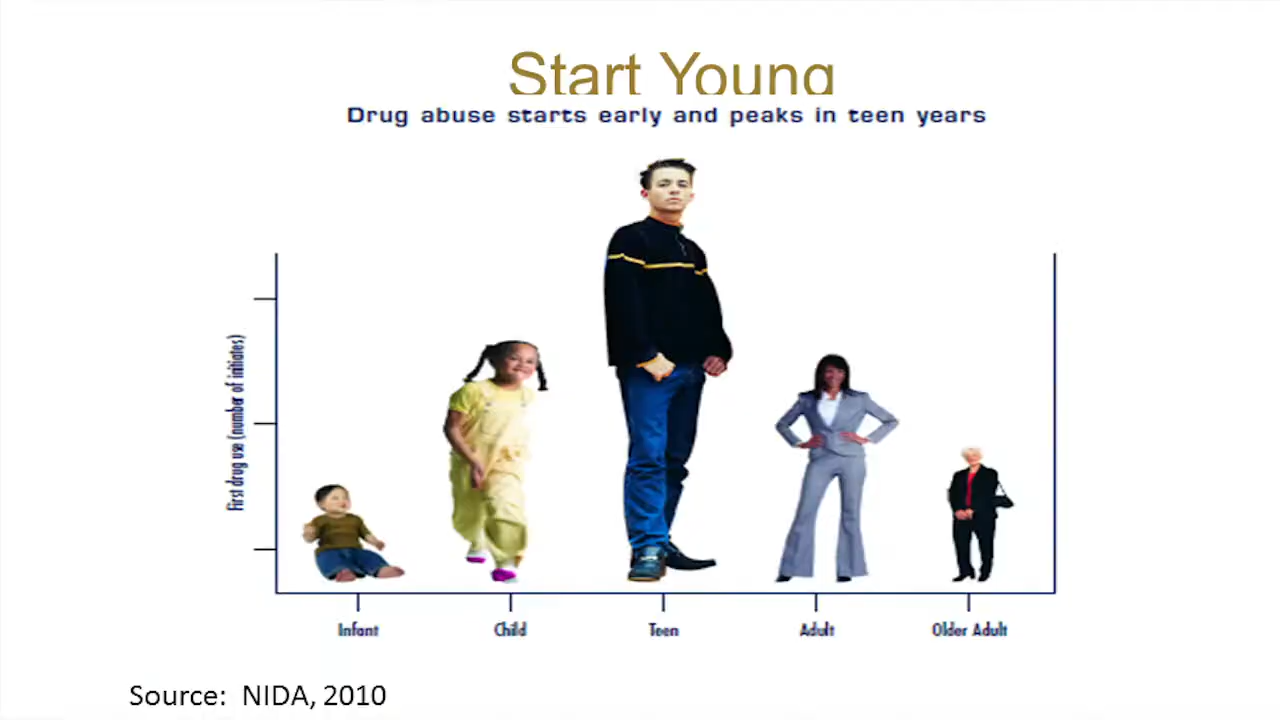 Start Young
Drug abuse starts early and peaks in teen years
First drug use (number of initiates)
Infant
Child
Teen
Adult
Older Adult
Source: NIDA, 2010